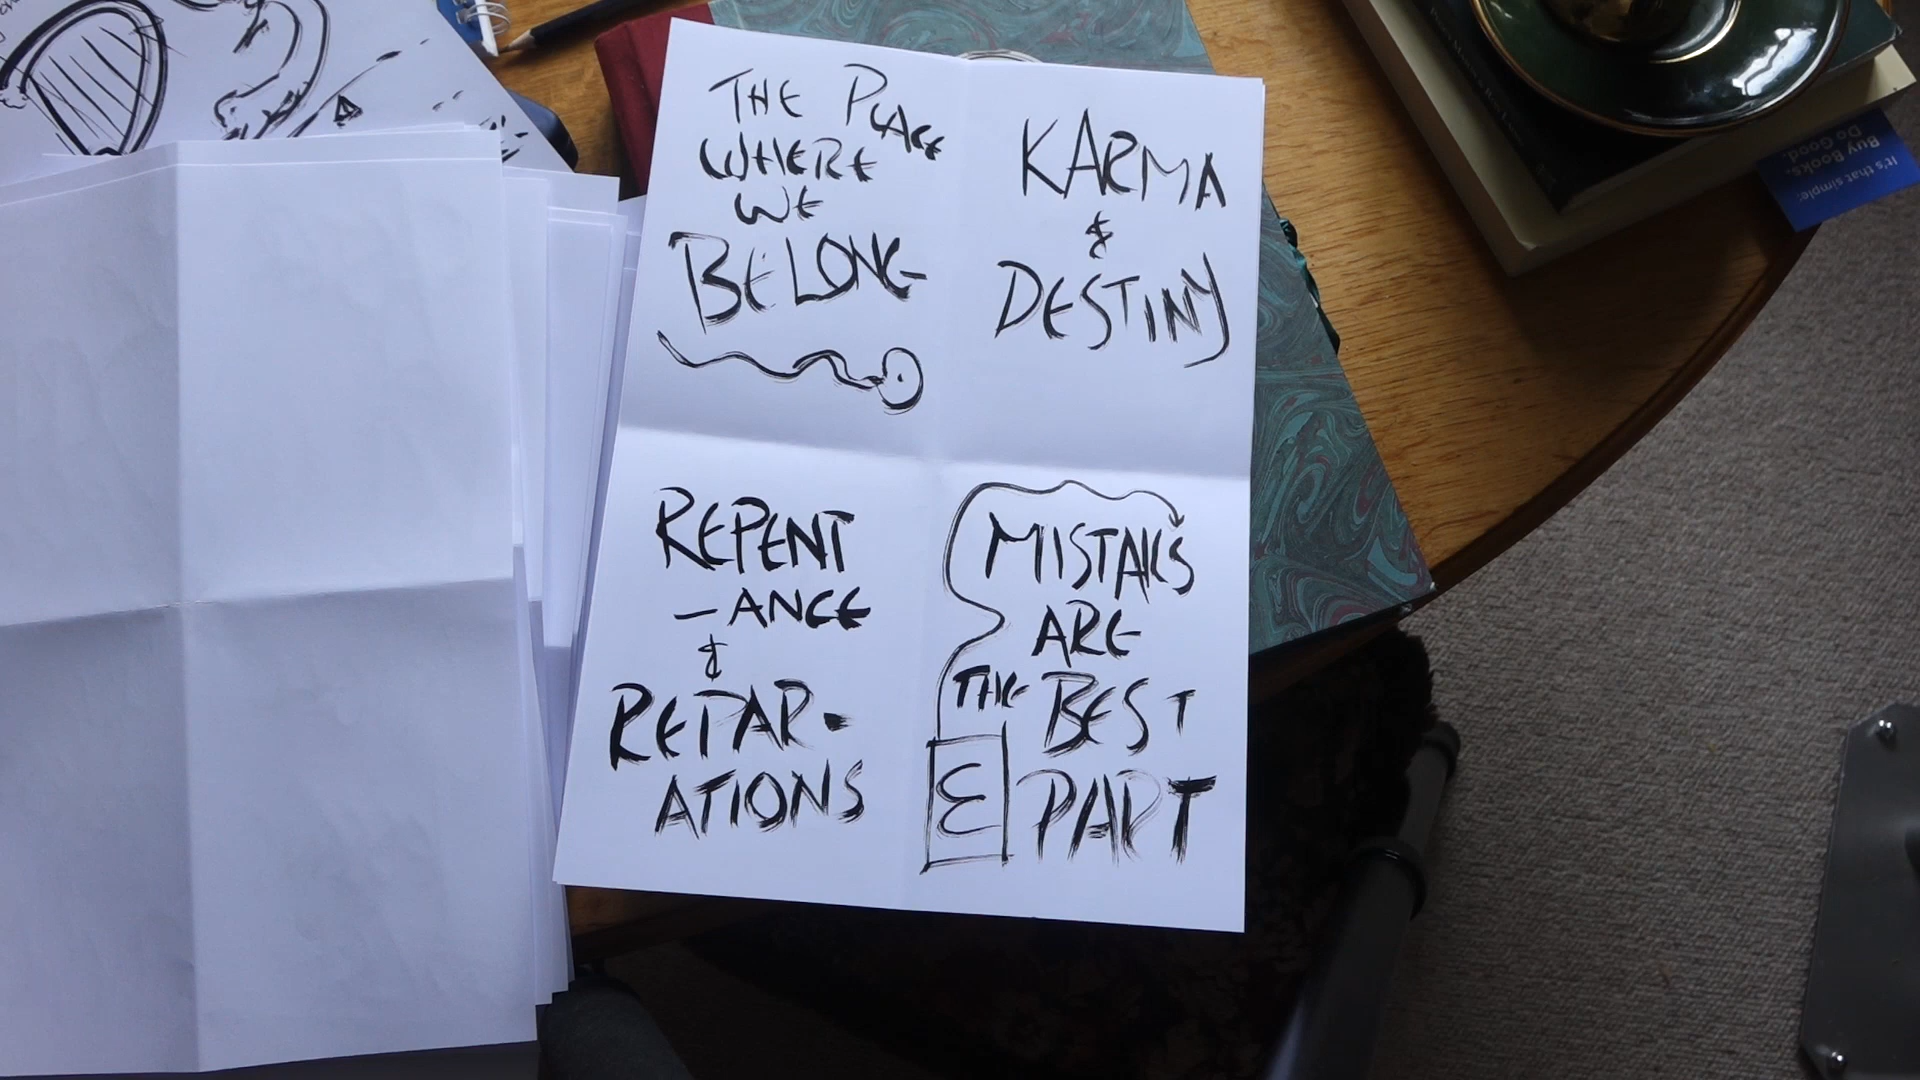 THE PLACE
WHERE
WE
BELONG
KARMA
&
DESTINY
REPENT
-ANCE
&
REPAR-
ATIONS
MISTAKS
ARE
THE BEST
E PART
It's that simple.
Buy Books.
Do Good.